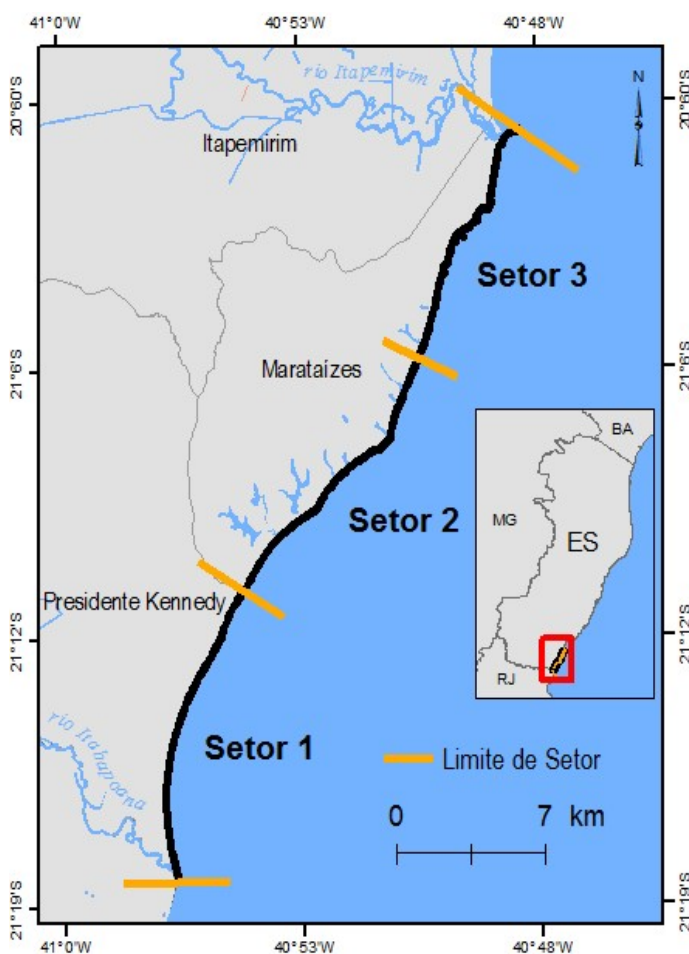 41°0'W
40°53'W
40°48'W
20°60'S
20°60'S
rio Itapemirim
N
Itapemirim
Setor 3
21°6'S
21°6'S
Marataízes
BA
Setor 2
MG
ES
Presidente Kennedy
21°12'S
21°12'S
RJ
Setor 1
rio Itabapoana
Limite de Setor
0 7 km
21°19'S
21°19'S
41°0'W
40°53'W
40°48'W